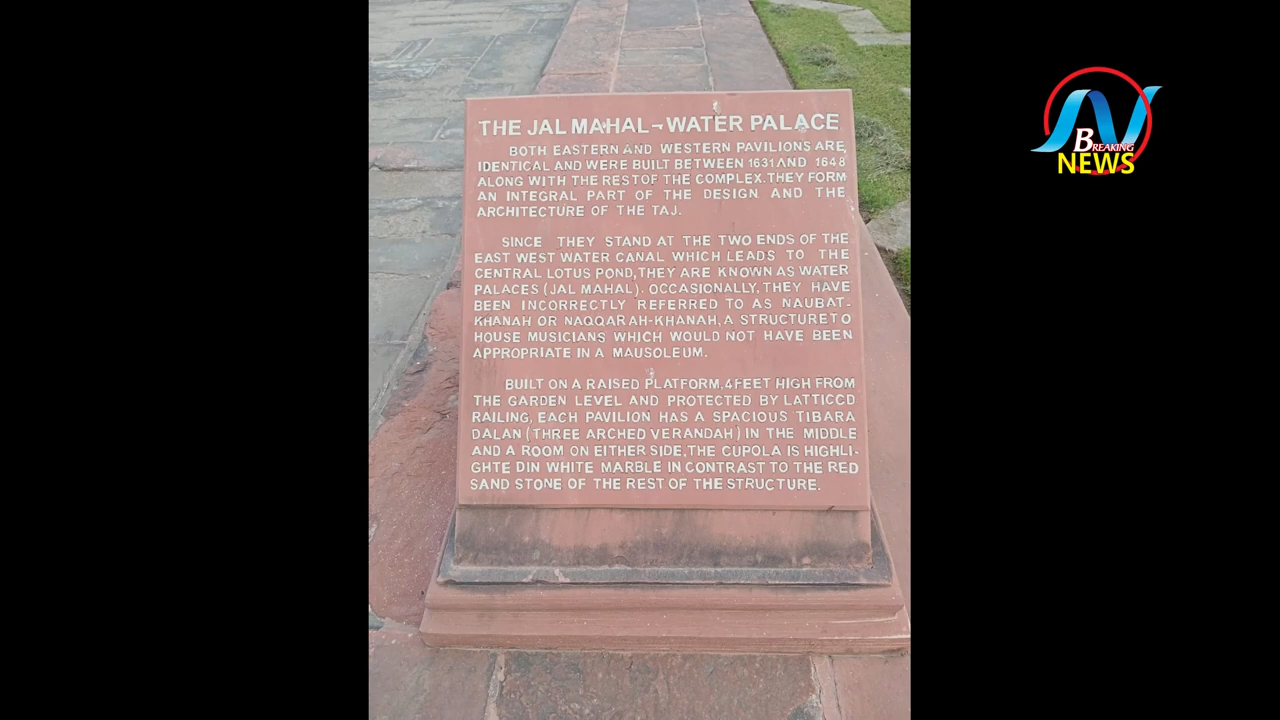 THE JAL MAHAL-WATER PALACE
BOTH EASTERN AND WESTERN PAVILIONS ARE
IDENTICAL AND WERE BUILT BETWEEN 1631 AND 1648
ALONG WITH THE REST OF THE COMPLEX. THEY FORM
AN INTEGRAL PART OF THE DESIGN AND THE
ARCHITECTURE OF THE TAJ.
SINCE THEY STAND AT THE TWO ENDS OF THE
EAST WEST WATER CANAL WHICH LEADS TO THE
CENTRAL LOTUS POND, THEY ARE KNOWN AS WATER
PALACES (JAL MAHAL). OCCASIONALLY, THEY HAVE
BEEN INCORRECTLY REFERRED TO AS NAUBAT-
KHANAH OR NAQQARAH-KHANAH, A STRUCTURE TO
HOUSE MUSICIANS WHICH WOULD NOT HAVE BEEN
APPROPRIATE IN A MAUSOLEUM.
BUILT ON A RAISED PLATFORM, 4 FEET HIGH FROM
THE GARDEN LEVEL AND PROTECTED BY LATTICCD
RAILING, EACH PAVILION HAS A SPACIOUS 'TIBARA
DALAN (THREE ARCHED VERANDAH) IN THE MIDDLE
AND A ROOM ON EITHER SIDE, THE CUPOLA IS HIGHLI-
GHTE DIN WHITE MARBLE IN CONTRAST TO THE RED
SAND STONE OF THE REST OF THE STRUCTURE.
N
BREAKING
NEWS